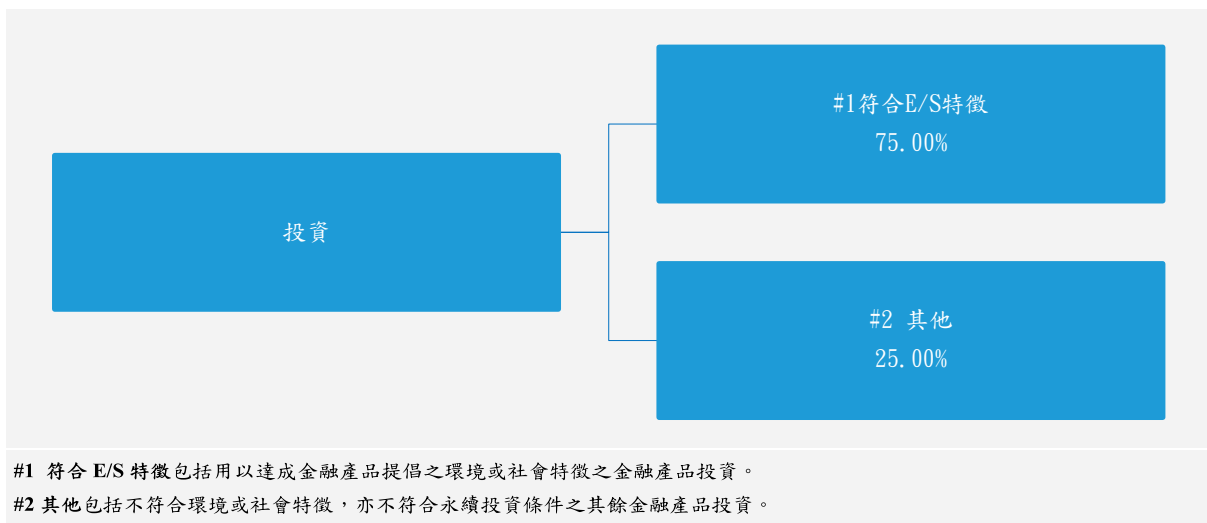 投資
#1符合E/S特徵
75.00%
#2 其他
25.00%
#1 符合 E/S 特徵包括用以達成金融產品提倡之環境或社會特徵之金融產品投資。
#2 其他包括不符合環境或社會特徵，亦不符合永續投資條件之其餘金融產品投資。